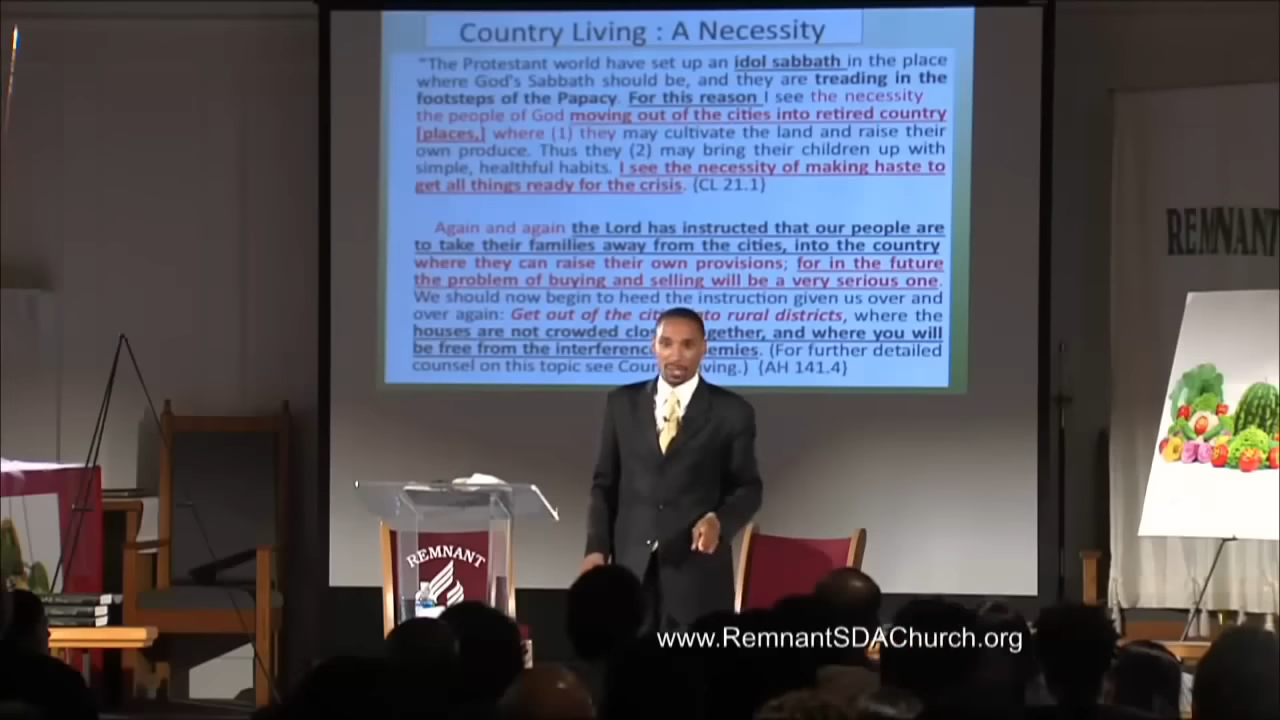 Country Living : A Necessity
"The Protestant world have set up an idol sabbath in the place
where God's Sabbath should be, and they are treading in the
footsteps of the Papacy. For this reason I see the necessity
the people of God moving out of the cities into retired country
[places,] where (1) they may cultivate the land and raise their
own produce. Thus they (2) may bring their children up with
simple, healthful habits. I see the necessity of making haste to
get all things ready for the crisis. {CL 21.1}
Again and again the Lord has instructed that our people are
to take their families away from the cities, into the country
where they can raise their own provisions; for in the future
the problem of buying and selling will be a very serious one.
We should now begin to heed the instruction given us over and
over again: Get out of the rural districts, where the
houses are not crowded and where you will
be free from the
(For further detailed
counsel on this topic see {AH 141.4}
REMNANT
REMNANT
www.RemnantSDAChurch.org